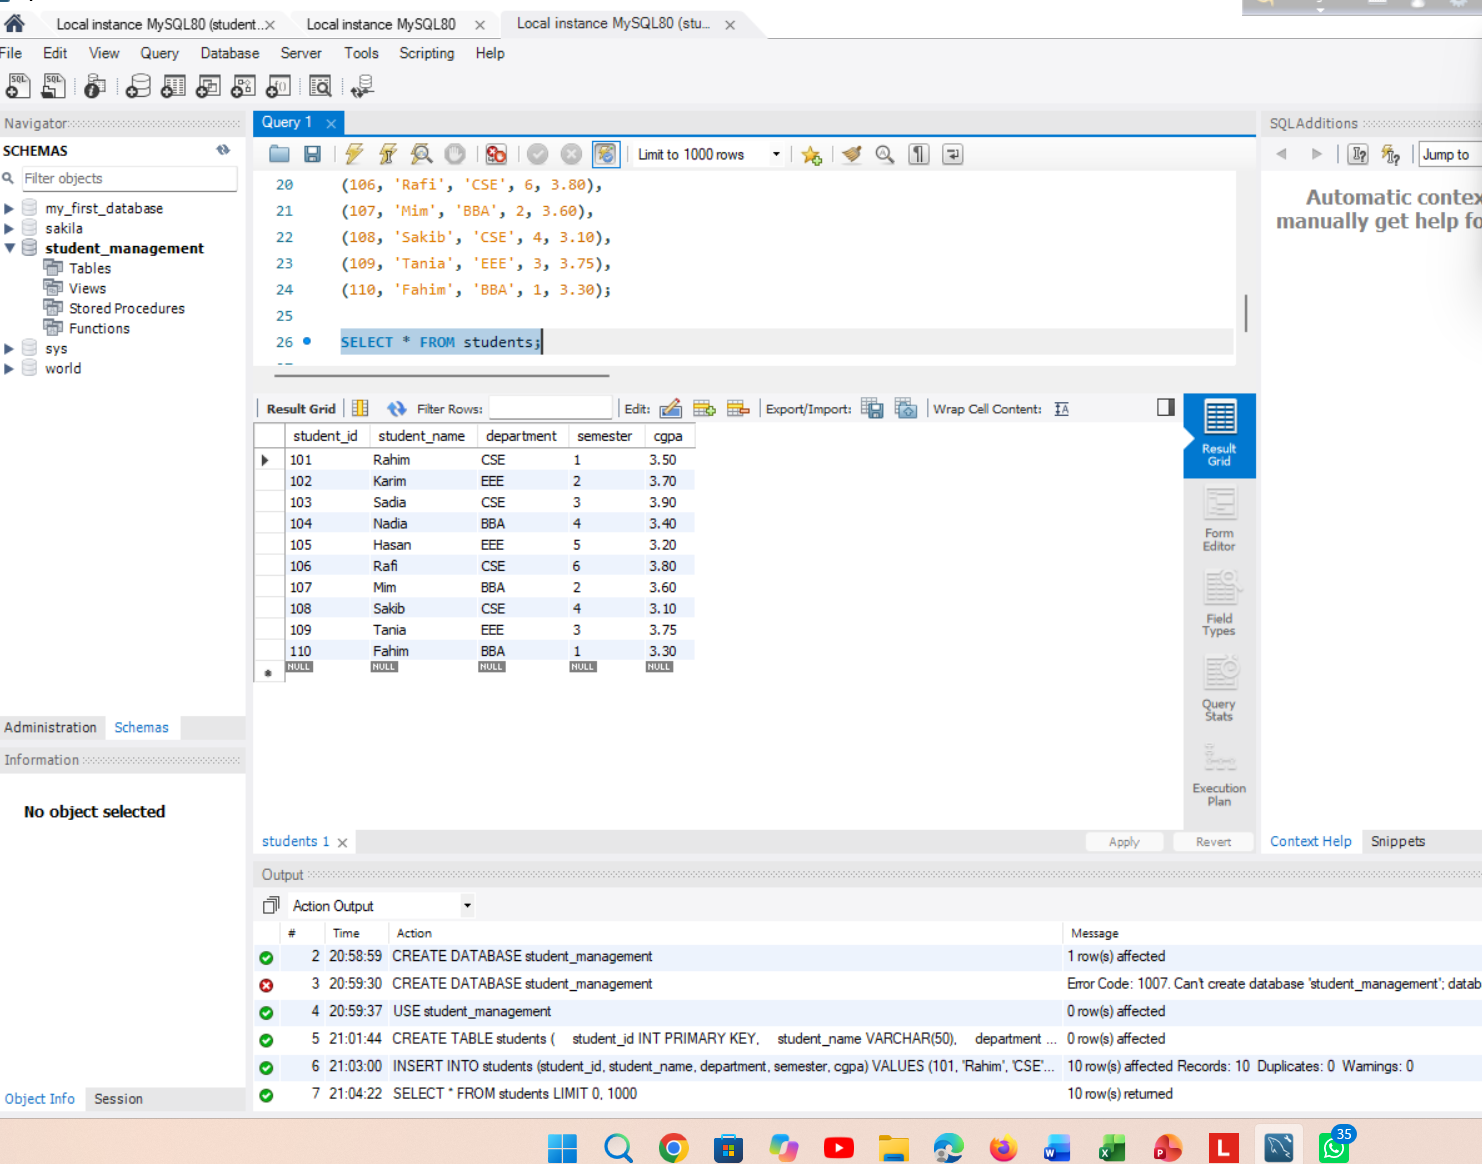 Local instance MySQL80 (student... Local instance MySQL80 Local instance MySQL80 (stu...
File Edit View Query Database Server Tools Scripting Help
Navigator
SCHEMAS
Filter objects
my_first_database
sakila
student_management
Tables
Views
Stored Procedures
Functions
sys
world
Administration Schemas
Information
No object selected
Object Info Session
Query 1
Limit to 1000 rows
20 (106, 'Rafi', 'CSE', 6, 3.80),
21 (107, 'Mim', 'BBA', 2, 3.60),
22 (108, 'Sakib', 'CSE', 4, 3.10),
23 (109, 'Tania', 'EEE', 3, 3.75),
24 (110, 'Fahim', 'BBA', 1, 3.30);
25
26 SELECT * FROM students;
Result Grid Filter Rows: Edit: Export/Import: Wrap Cell Content:
student_id student_name department semester cgpa
101 Rahim CSE 1 3.50
102 Karim EEE 2 3.70
103 Sadia CSE 3 3.90
104 Nadia BBA 4 3.40
105 Hasan EEE 5 3.20
106 Rafi CSE 6 3.80
107 Mim BBA 2 3.60
108 Sakib CSE 4 3.10
109 Tania EEE 3 3.75
110 Fahim BBA 1 3.30
NULL NULL NULL NULL NULL
Result
Grid
Form
Editor
Field
Types
Query
Stats
Execution
Plan
students 1 Apply Revert
SQLAdditions
Jump to
Automatic contex
manually get help fo
Context Help Snippets
Output
Action Output
# Time Action Message
2 20:58:59 CREATE DATABASE student_management 1 row(s) affected
3 20:59:30 CREATE DATABASE student_management Error Code: 1007. Can't create database 'student_management'; datab
4 20:59:37 USE student_management 0 row(s) affected
5 21:01:44 CREATE TABLE students ( student_id INT PRIMARY KEY, student_name VARCHAR(50), department ... 0 row(s) affected
6 21:03:00 INSERT INTO students (student_id, student_name, department, semester, cgpa) VALUES (101, 'Rahim', 'CSE'... 10 row(s) affected Records: 10 Duplicates: 0 Warnings: 0
7 21:04:22 SELECT * FROM students LIMIT 0, 1000 10 row(s) returned
35